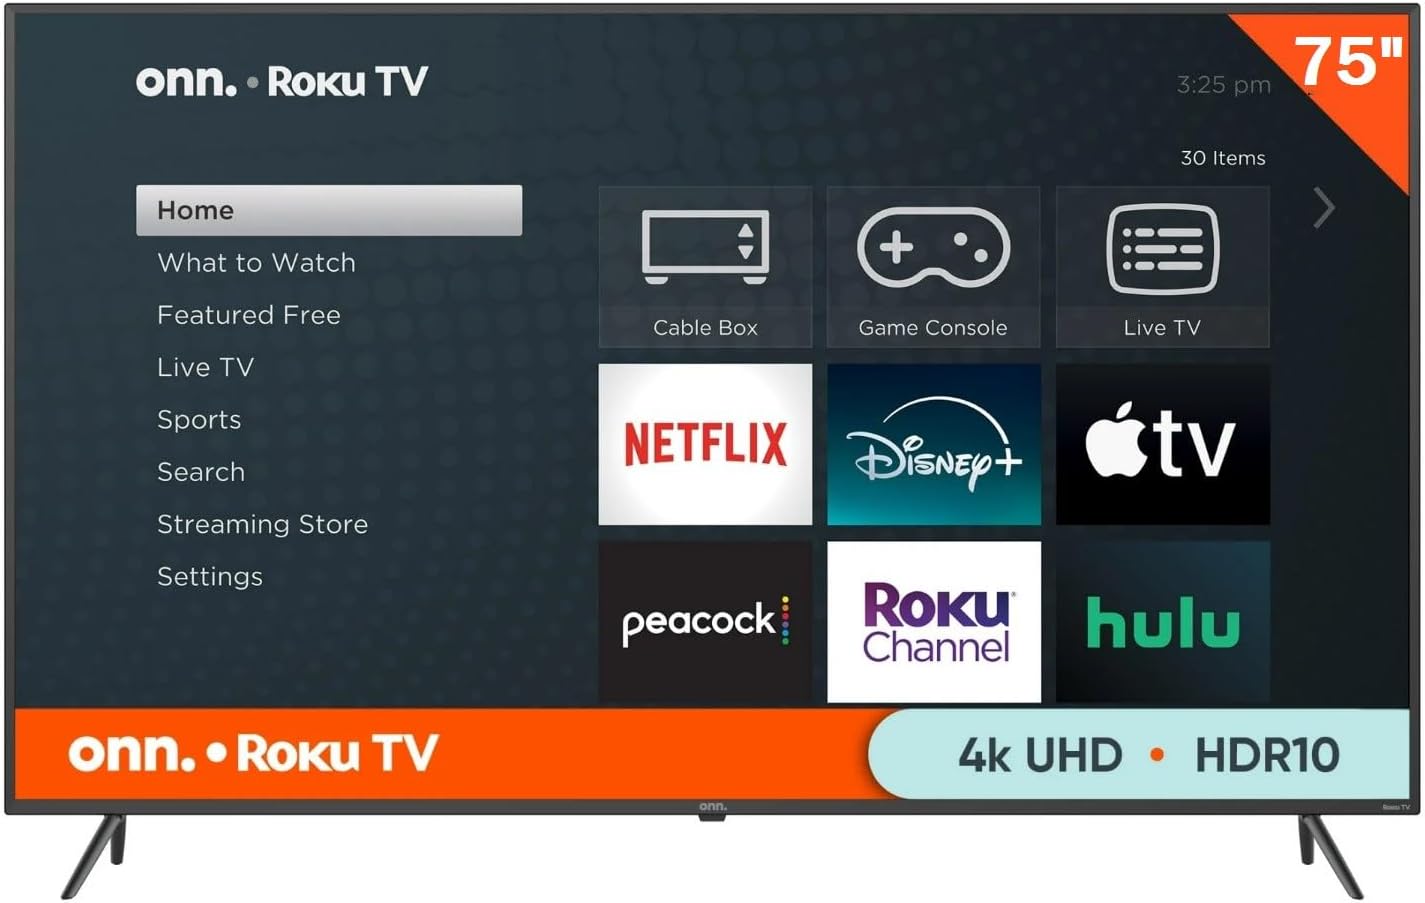 onn. • Roku TV
75"
3:25 pm
30 Items
Home
What to Watch
Featured Free
Live TV
Sports
Search
Streaming Store
Settings
Cable Box
Game Console
Live TV
NETFLIX
Disney+
tv
peacock
Roku
Channel
hulu
onn. • Roku TV
4k UHD • HDR10
onn.
Roku TV